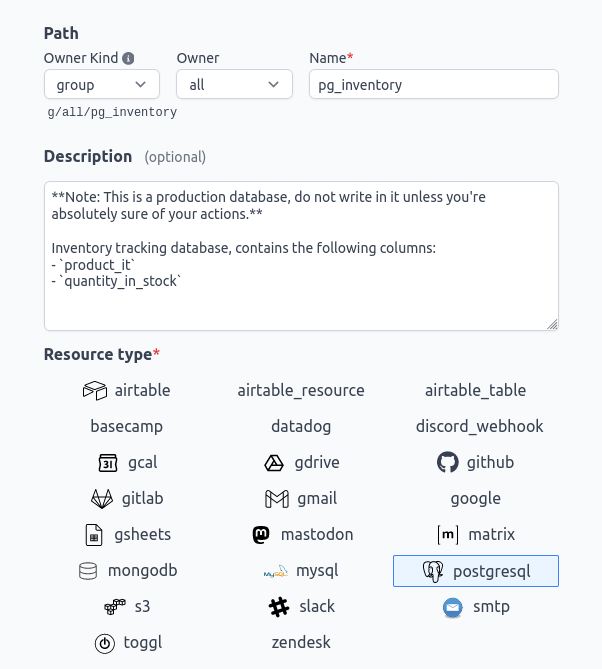 Path
Owner Kind Owner Name*
group all pg_inventory
g/all/pg_inventory
Description (optional)
**Note: This is a production database, do not write in it unless you're
absolutely sure of your actions.**
Inventory tracking database, contains the following columns:
- `product_it`
- `quantity_in_stock`
Resource type*
airtable airtable_resource airtable_table
basecamp datadog discord_webhook
31 gcal gdrive github
gitlab gmail google
gsheets mastodon [m] matrix
mongodb MySQL mysql postgresql
s3 slack smtp
toggl zendesk